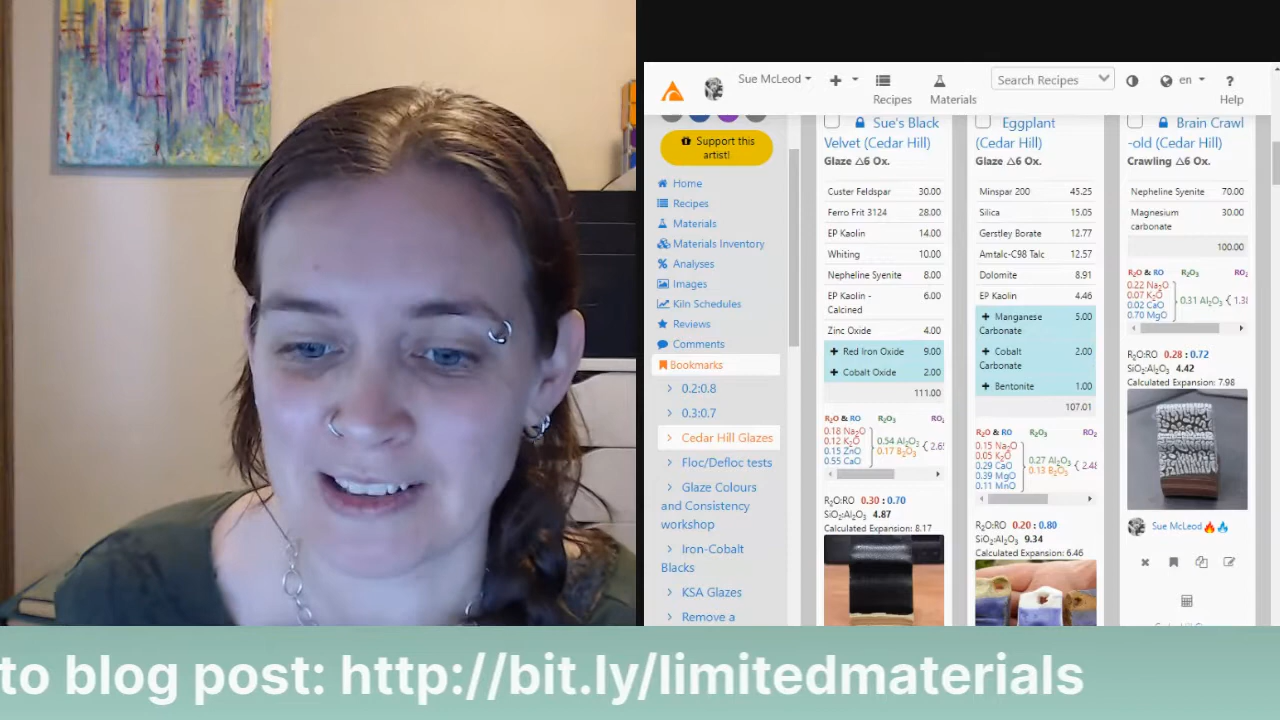 Sue McLeod
Recipes
Materials
Search Recipes
en
?
Help
Support this
artist!
Home
Recipes
Materials
Materials Inventory
Analyses
Images
Kiln Schedules
Reviews
Comments
Bookmarks
0.2:0.8
0.3:0.7
Cedar Hill Glazes
Floc/Defloc tests
Glaze Colours
and Consistency
workshop
Iron-Cobalt
Blacks
KSA Glazes
Remove a
Sue's Black
Velvet (Cedar Hill)
Glaze △6 Ox.
Custer Feldspar 30.00
Ferro Frit 3124 28.00
EP Kaolin 14.00
Whiting 10.00
Nepheline Syenite 8.00
EP Kaolin - 6.00
Calcined
Zinc Oxide 4.00
+ Red Iron Oxide 9.00
+ Cobalt Oxide 2.00
111.00
R₂O & RO R₂O₃ RO₂
0.18 Na₂O
0.12 K₂O
0.15 ZnO
0.55 CaO
0.54 Al₂O₃
0.17 B₂O₃
R₂O:RO 0.30 : 0.70
SiO₂:Al₂O₃ 4.87
Calculated Expansion: 8.17
Eggplant
(Cedar Hill)
Glaze △6 Ox.
Minspar 200 45.25
Silica 15.05
Gerstley Borate 12.77
Amtalc-C98 Talc 12.57
Dolomite 8.91
EP Kaolin 4.46
+ Manganese 5.00
Carbonate
+ Cobalt 2.00
Carbonate
+ Bentonite 1.00
107.01
R₂O & RO R₂O₃ RO₂
0.15 Na₂O
0.05 K₂O
0.29 CaO
0.39 MgO
0.11 MnO
0.27 Al₂O₃
0.13 B₂O₃
R₂O:RO 0.20 : 0.80
SiO₂:Al₂O₃ 9.34
Calculated Expansion: 6.46
Brain Crawl
-old (Cedar Hill)
Crawling △6 Ox.
Nepheline Syenite 70.00
Magnesium 30.00
carbonate
100.00
R₂O & RO R₂O₃ RO₂
0.22 Na₂O
0.07 K₂O
0.02 CaO
0.70 MgO
0.31 Al₂O₃
R₂O:RO 0.28 : 0.72
SiO₂:Al₂O₃ 4.42
Calculated Expansion: 7.98
Sue McLeod
to blog post: http://bit.ly/limitedmaterials